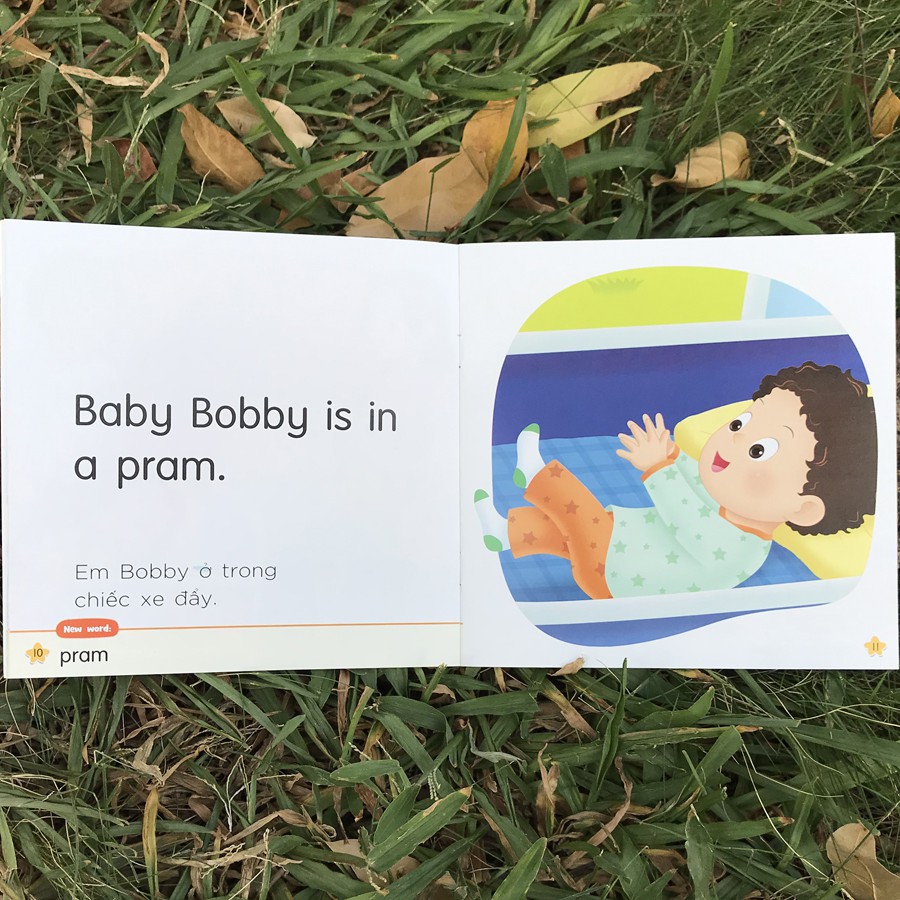 Baby Bobby is in
a pram.
Em Bobby ở trong
chiếc xe đẩy.
New word:
10 pram
11